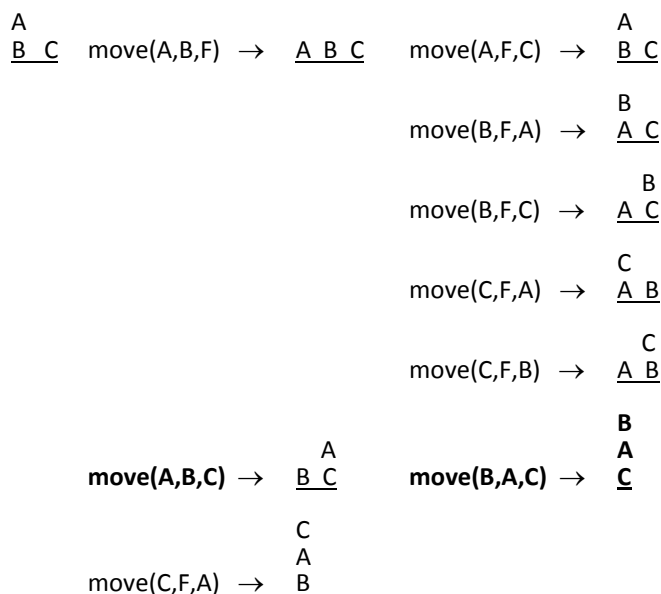 A A
B C move(A,B,F) → A B C move(A,F,C) → B C
B
move(B,F,A) → A C
B
move(B,F,C) → A C
C
move(C,F,A) → A B
C
move(C,F,B) → A B
B
A A
move(A,B,C) → B C move(B,A,C) → C
C
A
move(C,F,A) → B